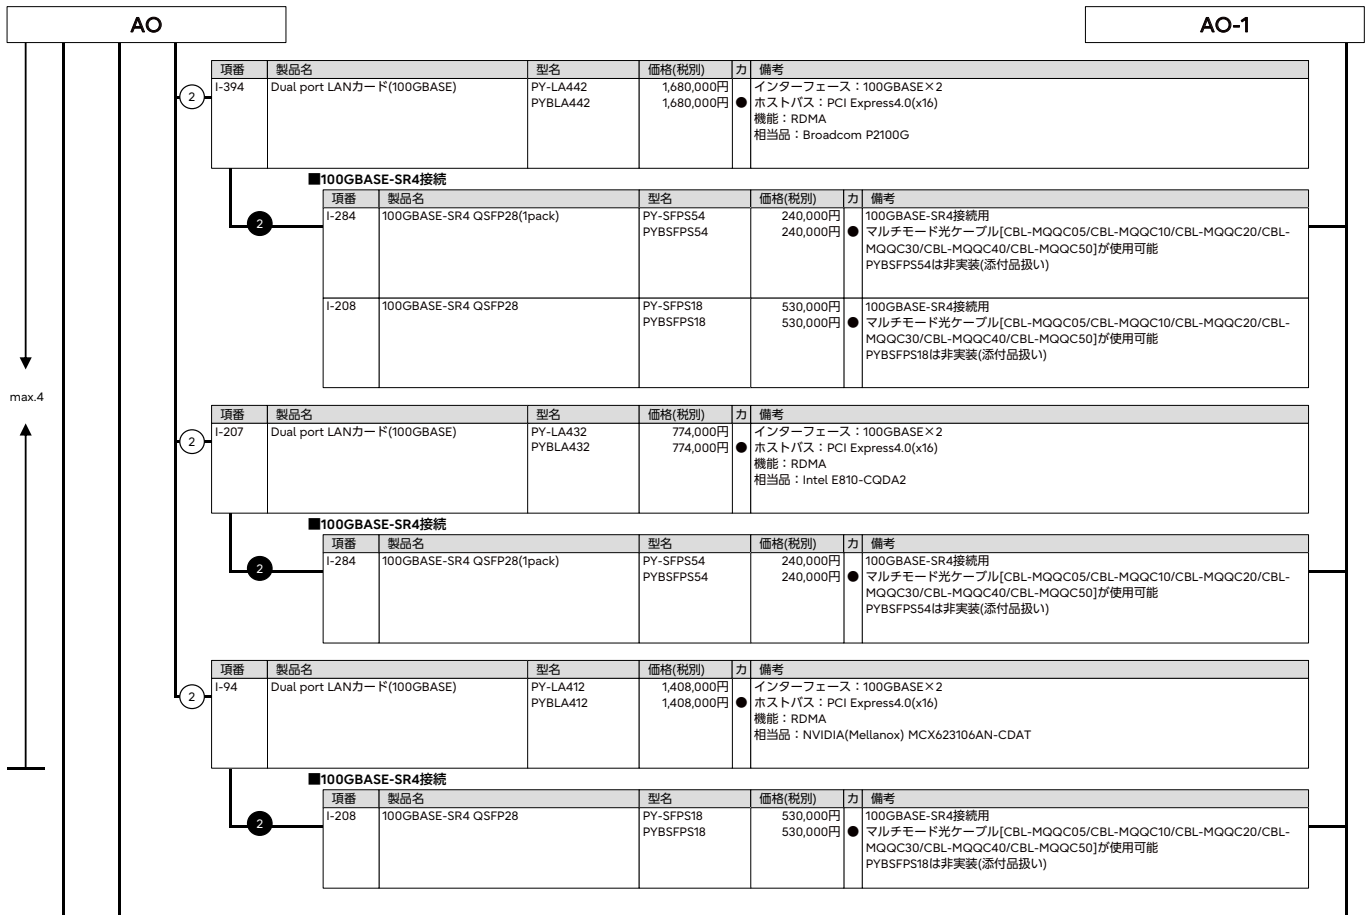 AO
AO-1
項番 製品名 型名 価格(税別) カ 備考
② I-394 Dual port LANカード(100GBASE) PY-LA442 1,680,000円 インターフェース：100GBASE×2
PYBLA442 1,680,000円 ● ホストバス：PCI Express4.0(x16)
機能：RDMA
相当品：Broadcom P2100G
■100GBASE-SR4接続
項番 製品名 型名 価格(税別) カ 備考
❷ I-284 100GBASE-SR4 QSFP28(1pack) PY-SFPS54 240,000円 100GBASE-SR4接続用
PYBSFPS54 240,000円 ● マルチモード光ケーブル[CBL-MQQC05/CBL-MQQC10/CBL-MQQC20/CBL-
MQQC30/CBL-MQQC40/CBL-MQQC50]が使用可能
PYBSFPS54は非実装(添付品扱い)
I-208 100GBASE-SR4 QSFP28 PY-SFPS18 530,000円 100GBASE-SR4接続用
PYBSFPS18 530,000円 ● マルチモード光ケーブル[CBL-MQQC05/CBL-MQQC10/CBL-MQQC20/CBL-
MQQC30/CBL-MQQC40/CBL-MQQC50]が使用可能
PYBSFPS18は非実装(添付品扱い)
max.4
項番 製品名 型名 価格(税別) カ 備考
② I-207 Dual port LANカード(100GBASE) PY-LA432 774,000円 インターフェース：100GBASE×2
PYBLA432 774,000円 ● ホストバス：PCI Express4.0(x16)
機能：RDMA
相当品：Intel E810-CQDA2
■100GBASE-SR4接続
項番 製品名 型名 価格(税別) カ 備考
❷ I-284 100GBASE-SR4 QSFP28(1pack) PY-SFPS54 240,000円 100GBASE-SR4接続用
PYBSFPS54 240,000円 ● マルチモード光ケーブル[CBL-MQQC05/CBL-MQQC10/CBL-MQQC20/CBL-
MQQC30/CBL-MQQC40/CBL-MQQC50]が使用可能
PYBSFPS54は非実装(添付品扱い)
項番 製品名 型名 価格(税別) カ 備考
② I-94 Dual port LANカード(100GBASE) PY-LA412 1,408,000円 インターフェース：100GBASE×2
PYBLA412 1,408,000円 ● ホストバス：PCI Express4.0(x16)
機能：RDMA
相当品：NVIDIA(Mellanox) MCX623106AN-CDAT
■100GBASE-SR4接続
項番 製品名 型名 価格(税別) カ 備考
❷ I-208 100GBASE-SR4 QSFP28 PY-SFPS18 530,000円 100GBASE-SR4接続用
PYBSFPS18 530,000円 ● マルチモード光ケーブル[CBL-MQQC05/CBL-MQQC10/CBL-MQQC20/CBL-
MQQC30/CBL-MQQC40/CBL-MQQC50]が使用可能
PYBSFPS18は非実装(添付品扱い)